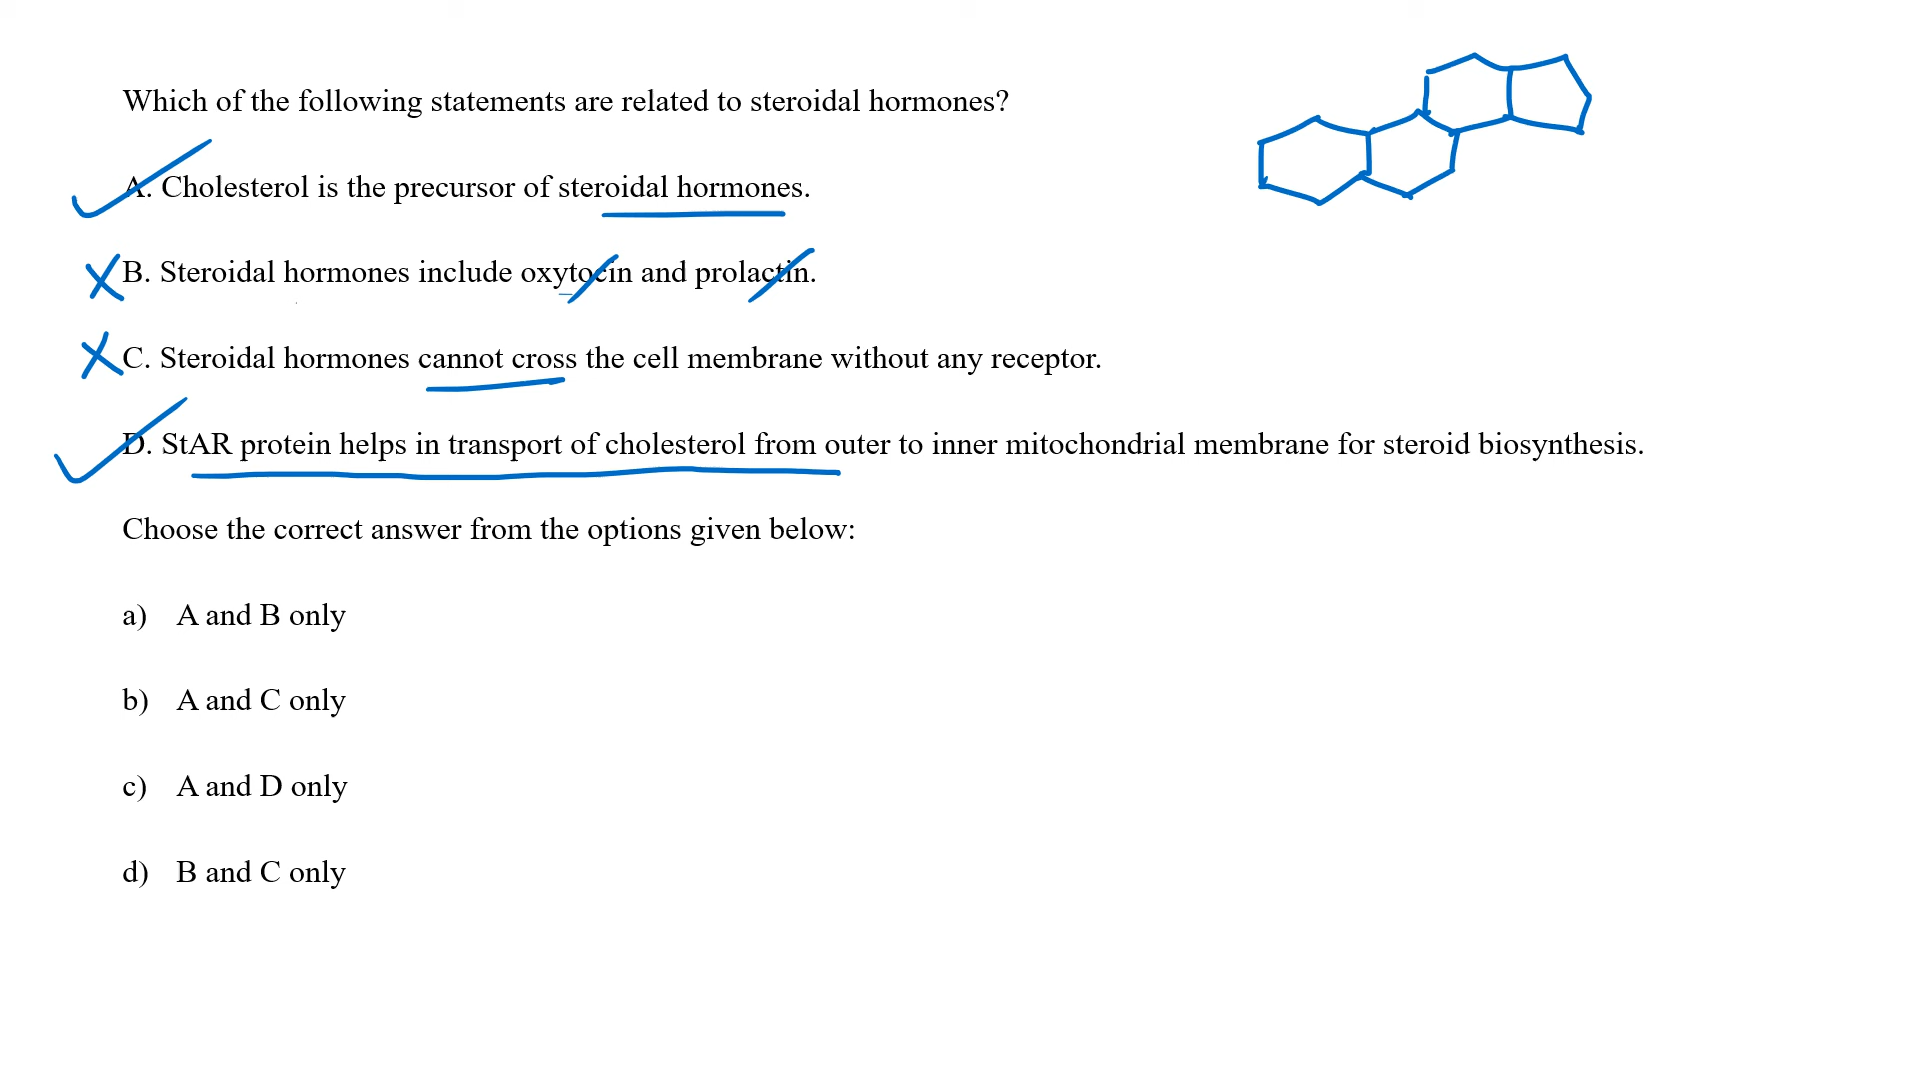 Which of the following statements are related to steroidal hormones?
A. Cholesterol is the precursor of steroidal hormones.
B. Steroidal hormones include oxytocin and prolactin.
C. Steroidal hormones cannot cross the cell membrane without any receptor.
D. StAR protein helps in transport of cholesterol from outer to inner mitochondrial membrane for steroid biosynthesis.
Choose the correct answer from the options given below:
a) A and B only
b) A and C only
c) A and D only
d) B and C only